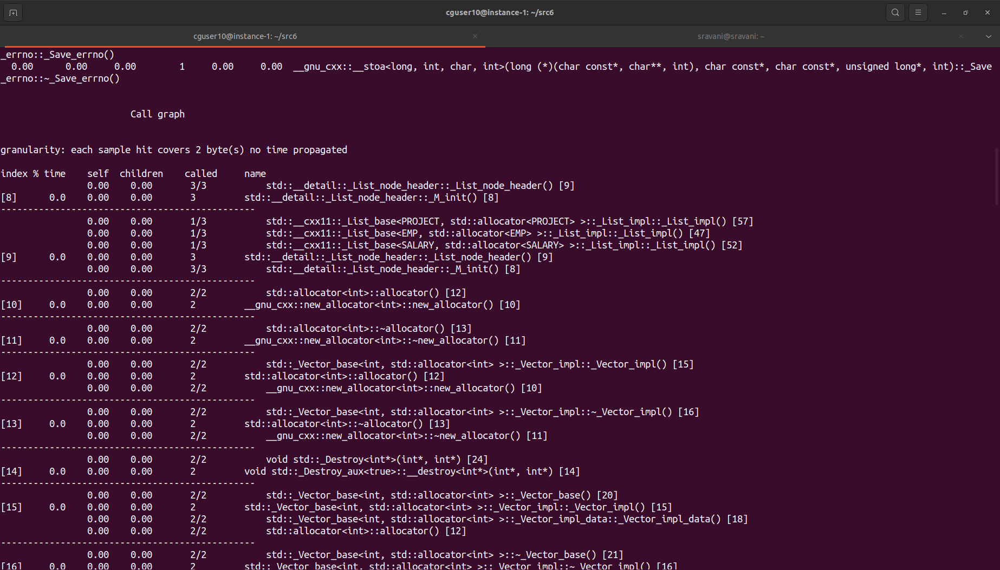 cguser10@instance-1: ~/src6
cguser10@instance-1: ~/src6
sravani@sravani: ~
_errno::_Save_errno()
  0.00      0.00     0.00        1     0.00     0.00  __gnu_cxx::__stoa<long, int, char, int>(long (*)(char const*, char**, int), char const*, char const*, unsigned long*, int)::_Save
_errno::~_Save_errno()
                        Call graph
granularity: each sample hit covers 2 byte(s) no time propagated
index % time    self  children    called     name
                0.00    0.00       3/3           std::__detail::_List_node_header::_List_node_header() [9]
[8]      0.0    0.00    0.00       3         std::__detail::_List_node_header::_M_init() [8]
-----------------------------------------------
                0.00    0.00       1/3           std::__cxx11::_List_base<PROJECT, std::allocator<PROJECT> >::_List_impl::_List_impl() [57]
                0.00    0.00       1/3           std::__cxx11::_List_base<EMP, std::allocator<EMP> >::_List_impl::_List_impl() [47]
                0.00    0.00       1/3           std::__cxx11::_List_base<SALARY, std::allocator<SALARY> >::_List_impl::_List_impl() [52]
[9]      0.0    0.00    0.00       3         std::__detail::_List_node_header::_List_node_header() [9]
                0.00    0.00       3/3           std::__detail::_List_node_header::_M_init() [8]
-----------------------------------------------
                0.00    0.00       2/2           std::allocator<int>::allocator() [12]
[10]     0.0    0.00    0.00       2         __gnu_cxx::new_allocator<int>::new_allocator() [10]
-----------------------------------------------
                0.00    0.00       2/2           std::allocator<int>::~allocator() [13]
[11]     0.0    0.00    0.00       2         __gnu_cxx::new_allocator<int>::~new_allocator() [11]
-----------------------------------------------
                0.00    0.00       2/2           std::_Vector_base<int, std::allocator<int> >::_Vector_impl::_Vector_impl() [15]
[12]     0.0    0.00    0.00       2         std::allocator<int>::allocator() [12]
                0.00    0.00       2/2           __gnu_cxx::new_allocator<int>::new_allocator() [10]
-----------------------------------------------
                0.00    0.00       2/2           std::_Vector_base<int, std::allocator<int> >::_Vector_impl::~_Vector_impl() [16]
[13]     0.0    0.00    0.00       2         std::allocator<int>::~allocator() [13]
                0.00    0.00       2/2           __gnu_cxx::new_allocator<int>::~new_allocator() [11]
-----------------------------------------------
                0.00    0.00       2/2           void std::_Destroy<int*>(int*, int*) [24]
[14]     0.0    0.00    0.00       2         void std::_Destroy_aux<true>::__destroy<int*>(int*, int*) [14]
-----------------------------------------------
                0.00    0.00       2/2           std::_Vector_base<int, std::allocator<int> >::_Vector_base() [20]
[15]     0.0    0.00    0.00       2         std::_Vector_base<int, std::allocator<int> >::_Vector_impl::_Vector_impl() [15]
                0.00    0.00       2/2           std::_Vector_base<int, std::allocator<int> >::_Vector_impl_data::_Vector_impl_data() [18]
                0.00    0.00       2/2           std::allocator<int>::allocator() [12]
-----------------------------------------------
                0.00    0.00       2/2           std::_Vector_base<int, std::allocator<int> >::~_Vector_base() [21]
[16]     0.0    0.00    0.00       2         std::_Vector_base<int, std::allocator<int> >::_Vector_impl::~_Vector_impl() [16]